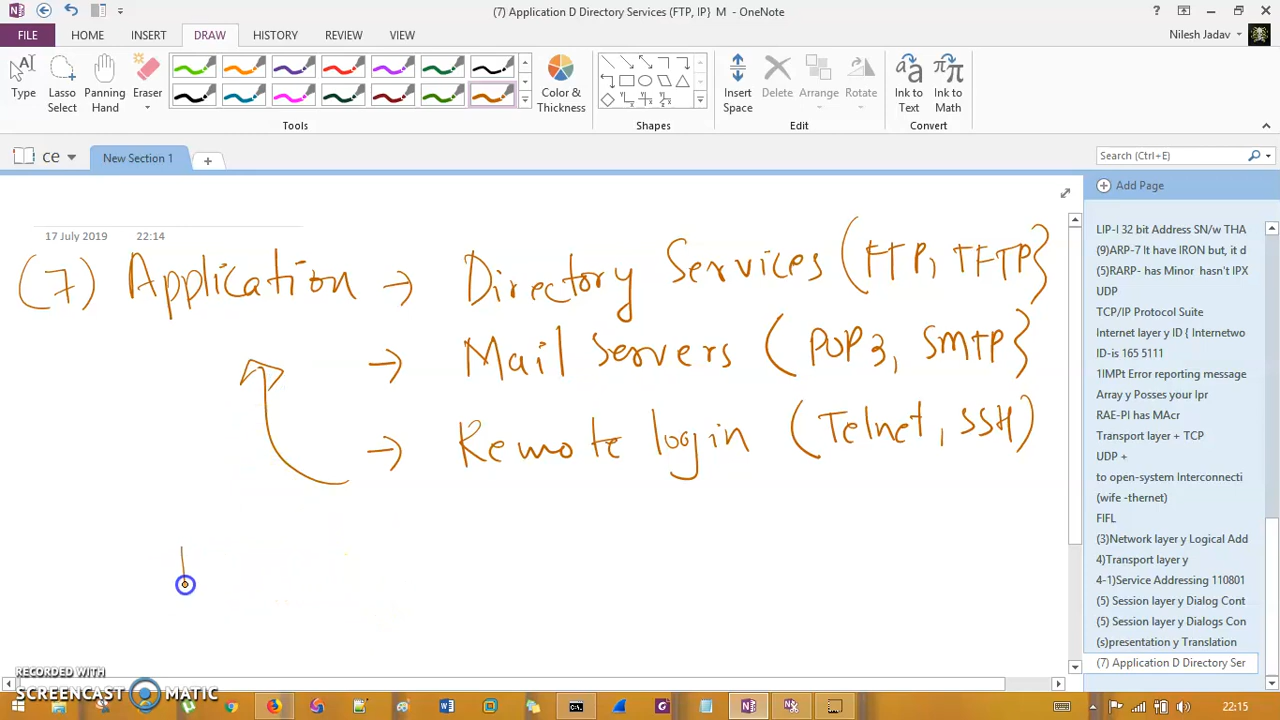 (7) Application D Directory Services (FTP, IP} M - OneNote
FILE HOME INSERT DRAW HISTORY REVIEW VIEW
Nilesh Jadav
Type
Lasso Select
Panning Hand
Eraser
Color & Thickness
Insert Space
Delete
Arrange
Rotate
Ink to Text
Ink to Math
Tools
Shapes
Edit
Convert
ce
New Section 1
Search (Ctrl+E)
Add Page
17 July 2019 22:14
(7) Application → Directory Services (FTP, TFTP}
→ Mail Servers (POP3, SMTP}
→ Remote login (Telnet, SSH)
LIP-I 32 bit Address SN/w THA
(9)ARP-7 It have IRON but, it d
(5)RARP- has Minor hasn't IPX
UDP
TCP/IP Protocol Suite
Internet layer y ID { Internetwo
ID-is 165 5111
1IMPt Error reporting message
Array y Posses your Ipr
RAE-PI has MAcr
Transport layer + TCP
UDP +
to open-system Interconnecti
(wife -thernet)
FIFL
(3)Network layer y Logical Add
4)Transport layer y
4-1)Service Addressing 110801
(5) Session layer y Dialog Cont
(5) Session layer y Dialogs Con
(s)presentation y Translation
(7) Application D Directory Ser
RECORDED WITH
SCREENCAST MATIC
22:15